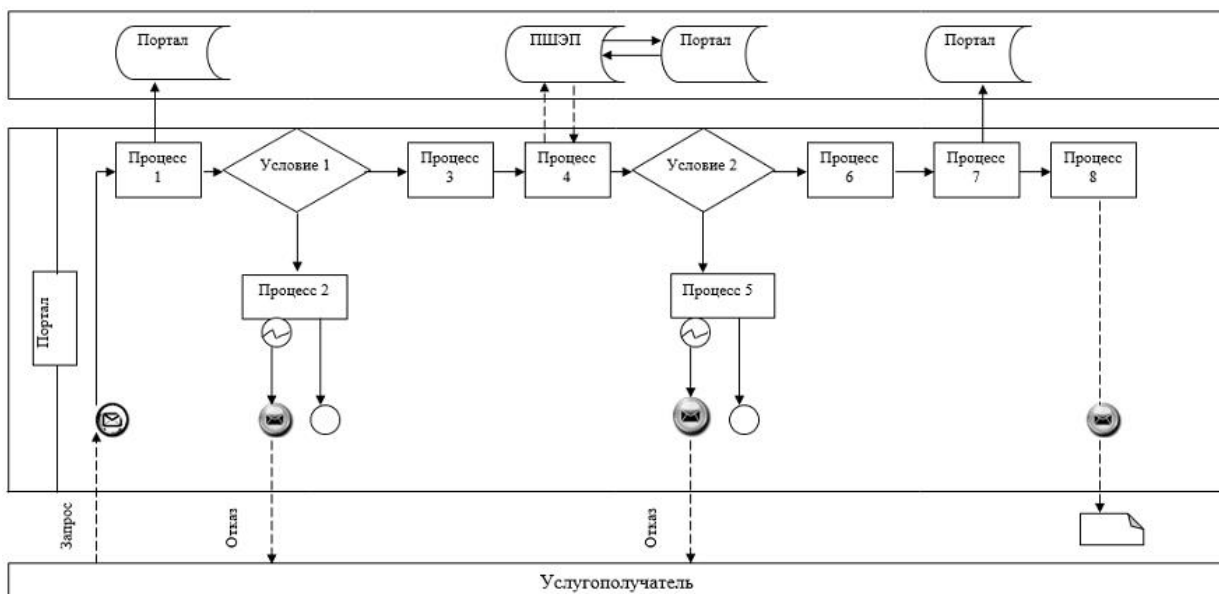 Портал
ПШЭП
Портал
Портал
Процесс
1
Условие 1
Процесс
3
Процесс
4
Условие 2
Процесс
6
Процесс
7
Процесс
8
Процесс 2
Процесс 5
Портал
Запрос
Отказ
Отказ
Услугополучатель